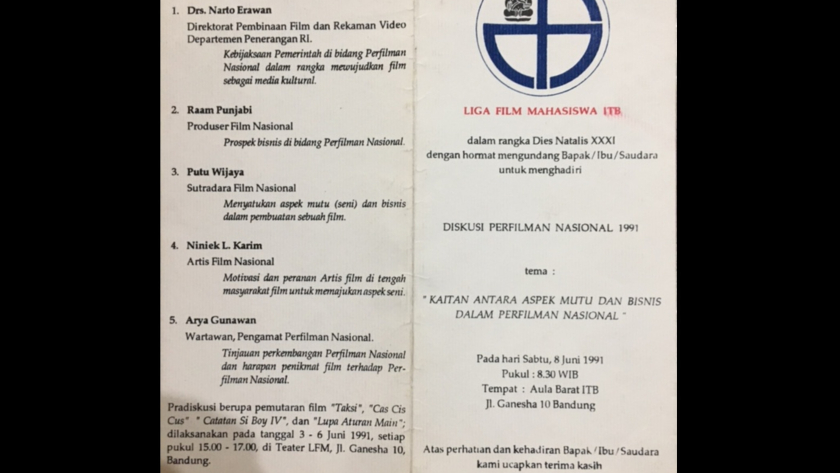 1. Drs. Narto Erawan
Direktorat Pembinaan Film dan Rekaman Video
Departemen Penerangan RI.
Kebijaksaan Pemerintah di bidang Perfilman
Nasional dalam rangka mewujudkan film
sebagai media kultural.
2. Raam Punjabi
Produser Film Nasional
Prospek bisnis di bidang Perfilman Nasional.
3. Putu Wijaya
Sutradara Film Nasional
Menyatukan aspek mutu (seni) dan bisnis
dalam pembuatan sebuah film.
4. Niniek L. Karim
Artis Film Nasional
Motivasi dan peranan Artis film di tengah
masyarakat film untuk memajukan aspek seni.
5. Arya Gunawan
Wartawan, Pengamat Perfilman Nasional.
Tinjauan perkembangan Perfilman Nasional
dan harapan penikmat film terhadap Per-
filman Nasional.
Pradiskusi berupa pemutaran film "Taksi", "Cas Cis
Cus" " Catatan Si Boy IV", dan "Lupa Aturan Main";
dilaksanakan pada tanggal 3 - 6 Juni 1991, setiap
pukul 15.00 - 17.00, di Teater LFM, Jl. Ganesha 10,
Bandung.
LIGA FILM MAHASISWA ITB
dalam rangka Dies Natalis XXXI
dengan hormat mengundang Bapak/Ibu/Saudara
untuk menghadiri
DISKUSI PERFILMAN NASIONAL 1991
tema :
" KAITAN ANTARA ASPEK MUTU DAN BISNIS
DALAM PERFILMAN NASIONAL "
Pada hari Sabtu, 8 Juni 1991
Pukul : 8.30 WIB
Tempat : Aula Barat ITB
Jl. Ganesha 10 Bandung
Atas perhatian dan kehadiran Bapak/Ibu/Saudara
kami ucapkan terima kasih